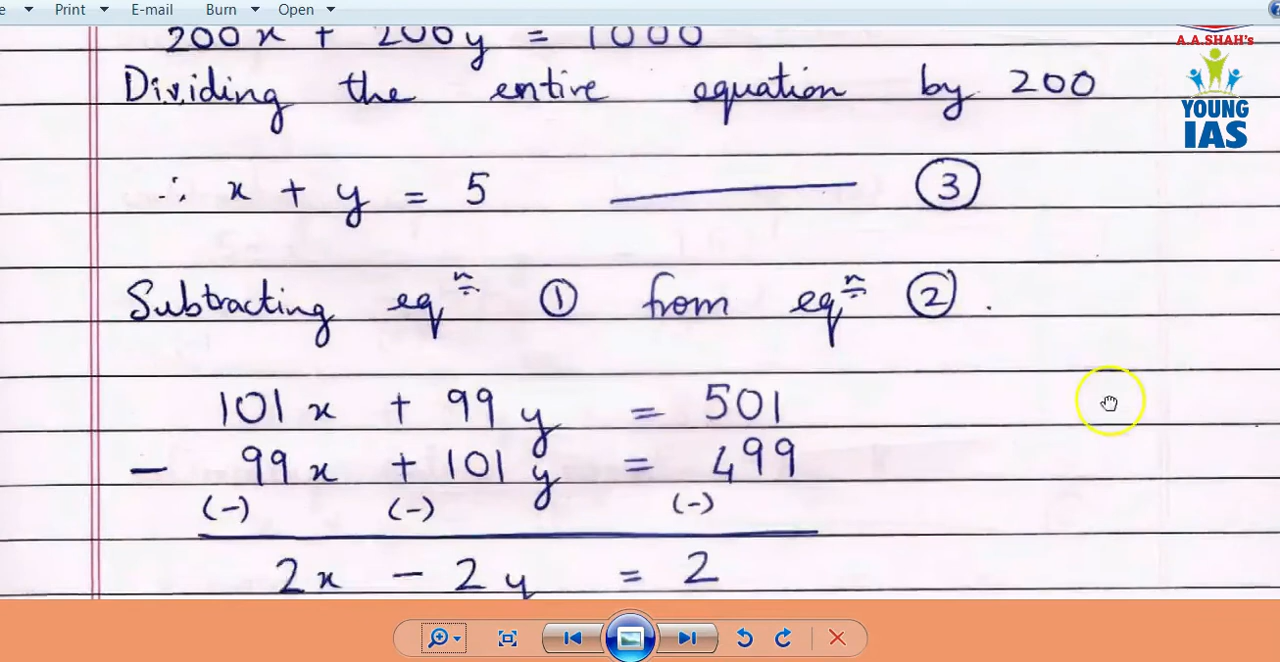 Print E-mail Burn Open
200x + 200y = 1000
Dividing the entire equation by 200
∴ x + y = 5 ——— ③
Subtracting eqⁿ ① from eqⁿ ② .
101x + 99y = 501
− 99x + 101y = 499
(-) (-) (-)
2x − 2y = 2
A.A.SHAH's
YOUNG
IAS